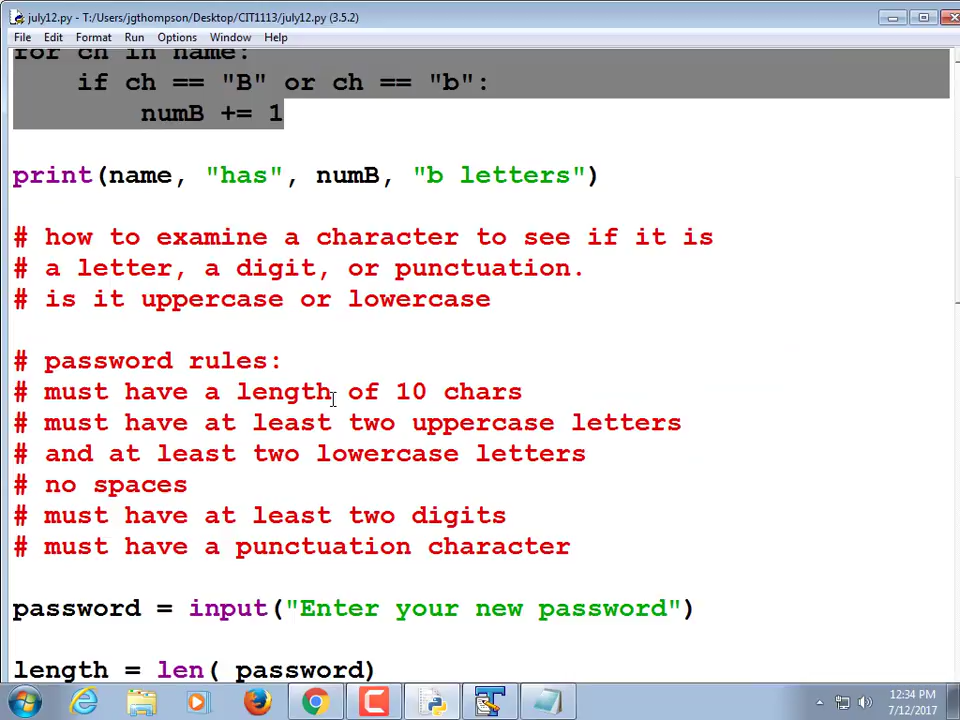 july12.py - T:/Users/jgthompson/Desktop/CIT1113/july12.py (3.5.2)
File Edit Format Run Options Window Help
for ch in name:
    if ch == "B" or ch == "b":
        numB += 1
print(name, "has", numB, "b letters")
# how to examine a character to see if it is
# a letter, a digit, or punctuation.
# is it uppercase or lowercase
# password rules:
# must have a length of 10 chars
# must have at least two uppercase letters
# and at least two lowercase letters
# no spaces
# must have at least two digits
# must have a punctuation character
password = input("Enter your new password")
length = len( password)
12:34 PM
7/12/2017